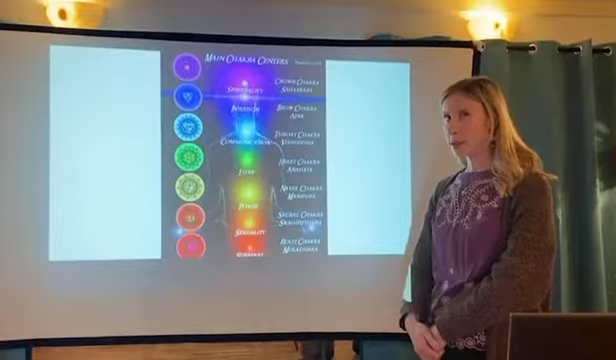 MAIN CHAKRA CENTERS
CROWN CHAKRA
SAHASRARA
SPIRITUALITY
BROW CHAKRA
AJNA
INTUITION
THROAT CHAKRA
VISHUDDHA
COMMUNICATION
HEART CHAKRA
ANAHATA
LOVE
NAVEL CHAKRA
MANIPURA
POWER
SACRAL CHAKRA
SEXUALITY
ROOT CHAKRA
MULADHARA